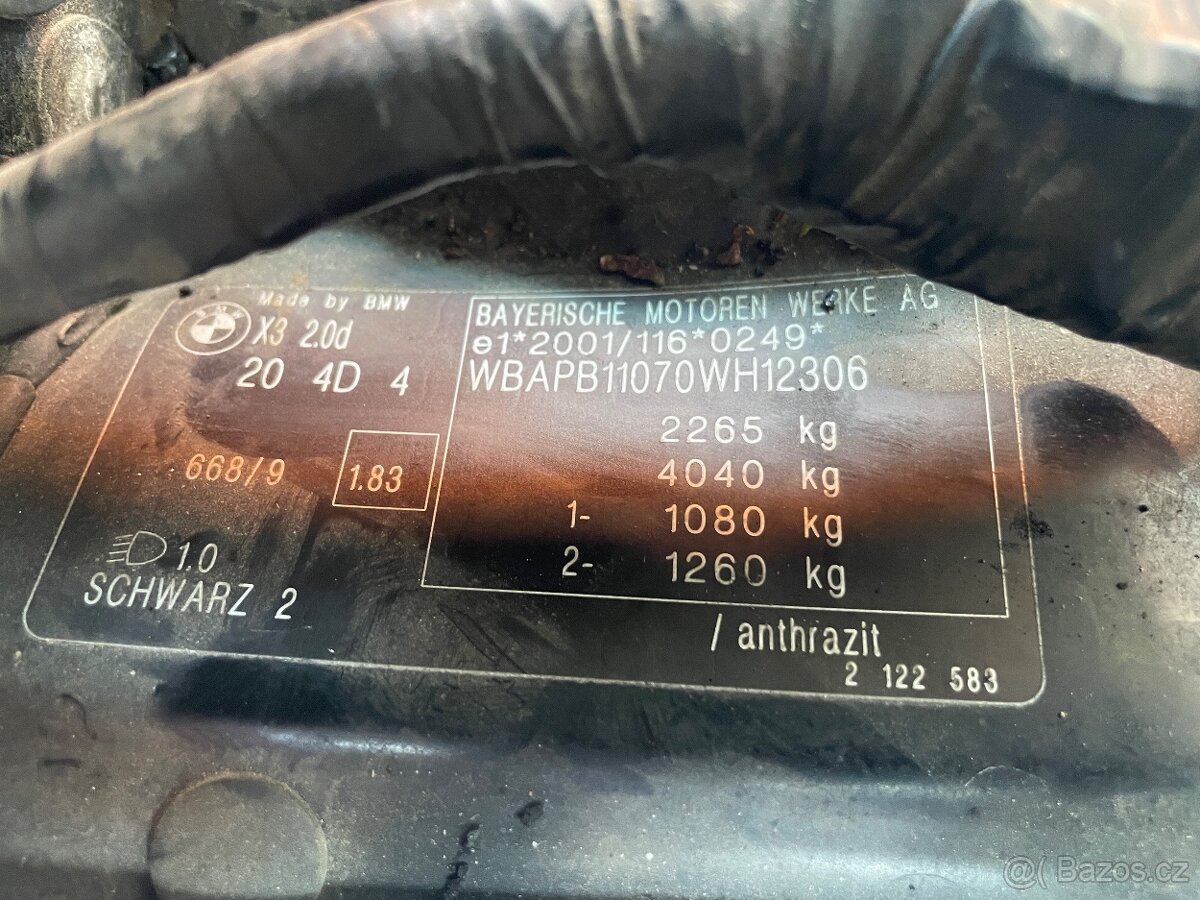 Made by BMW
X3 2.0d
20 4D 4
668/9 1.83
1.0
SCHWARZ 2
BAYERISCHE MOTOREN WERKE AG
e1*2001/116*0249*
WBAPB11070WH12306
2265 kg
4040 kg
1- 1080 kg
2- 1260 kg
/ anthrazit
2 122 583
@( Bazos.cz